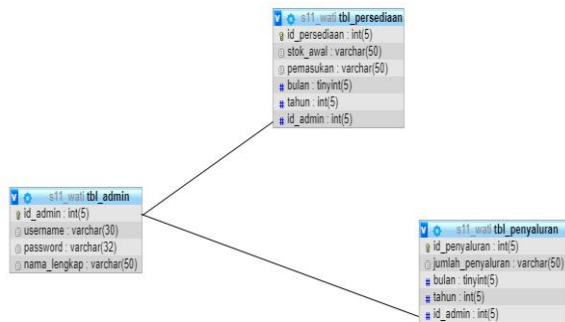 s11_wati tbl_persediaan
id_persediaan : int(5)
stok_awal : varchar(50)
pemasukan : varchar(50)
bulan : tinyint(5)
tahun : int(5)
id_admin : int(5)
s11_wati tbl_admin
id_admin : int(5)
username : varchar(30)
password : varchar(32)
nama_lengkap : varchar(50)
s11_wati tbl_penyaluran
id_penyaluran : int(5)
jumlah_penyaluran : varchar(50)
bulan : tinyint(5)
tahun : int(5)
id_admin : int(5)